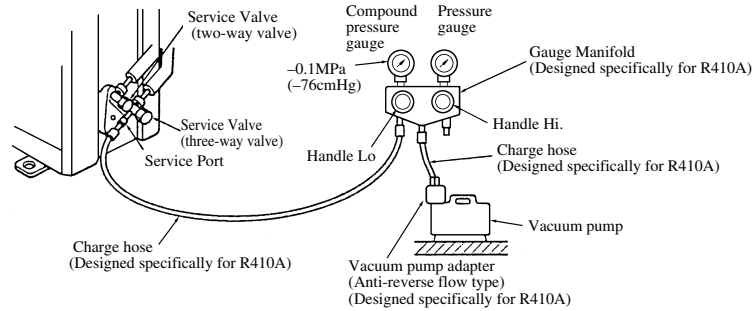 Service Valve
(two-way valve)
Compound
pressure
gauge
Pressure
gauge
–0.1MPa
(–76cmHg)
Gauge Manifold
(Designed specifically for R410A)
Service Valve
(three-way valve)
Service Port
Handle Lo
Handle Hi.
Charge hose
(Designed specifically for R410A)
Vacuum pump
Charge hose
(Designed specifically for R410A)
Vacuum pump adapter
(Anti-reverse flow type)
(Designed specifically for R410A)